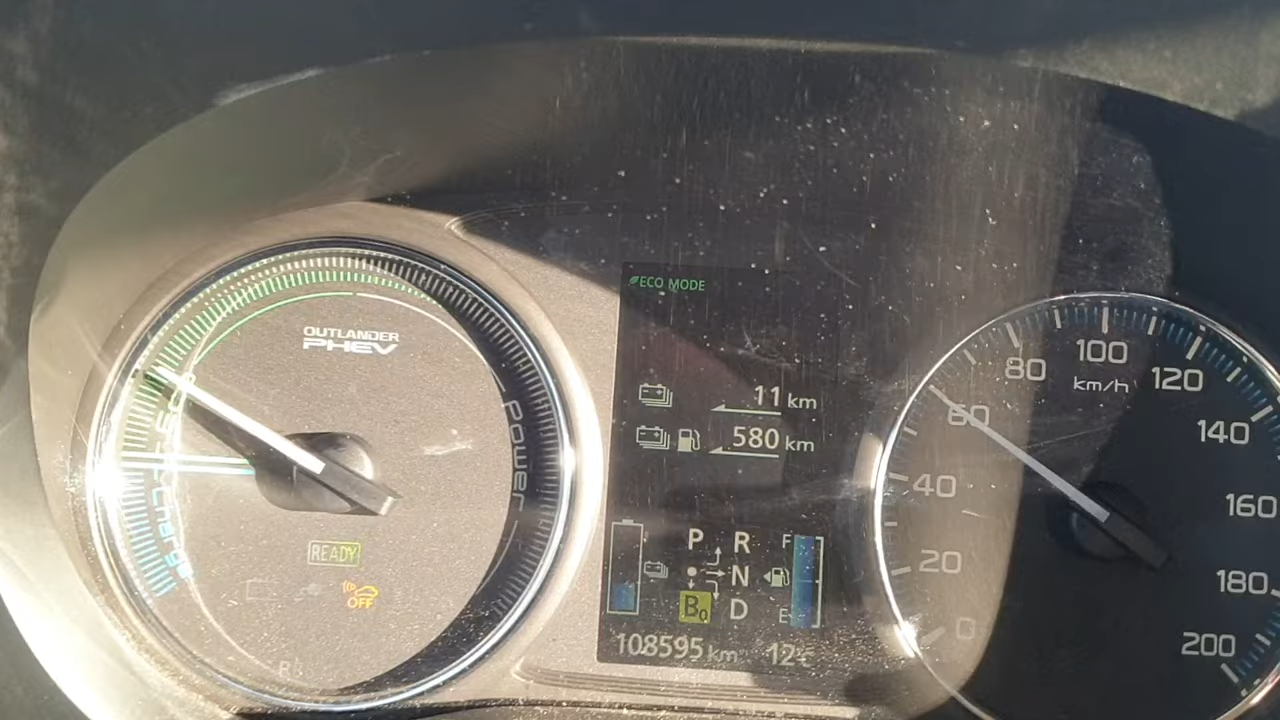 ECO MODE
OUTLANDER
PHEV
11 km
580 km
Power
Charge
READY
OFF
P R
N
B0 D
F
E
108595 km 12°C
0
20
40
60
80
100
120
140
160
180
200
km/h